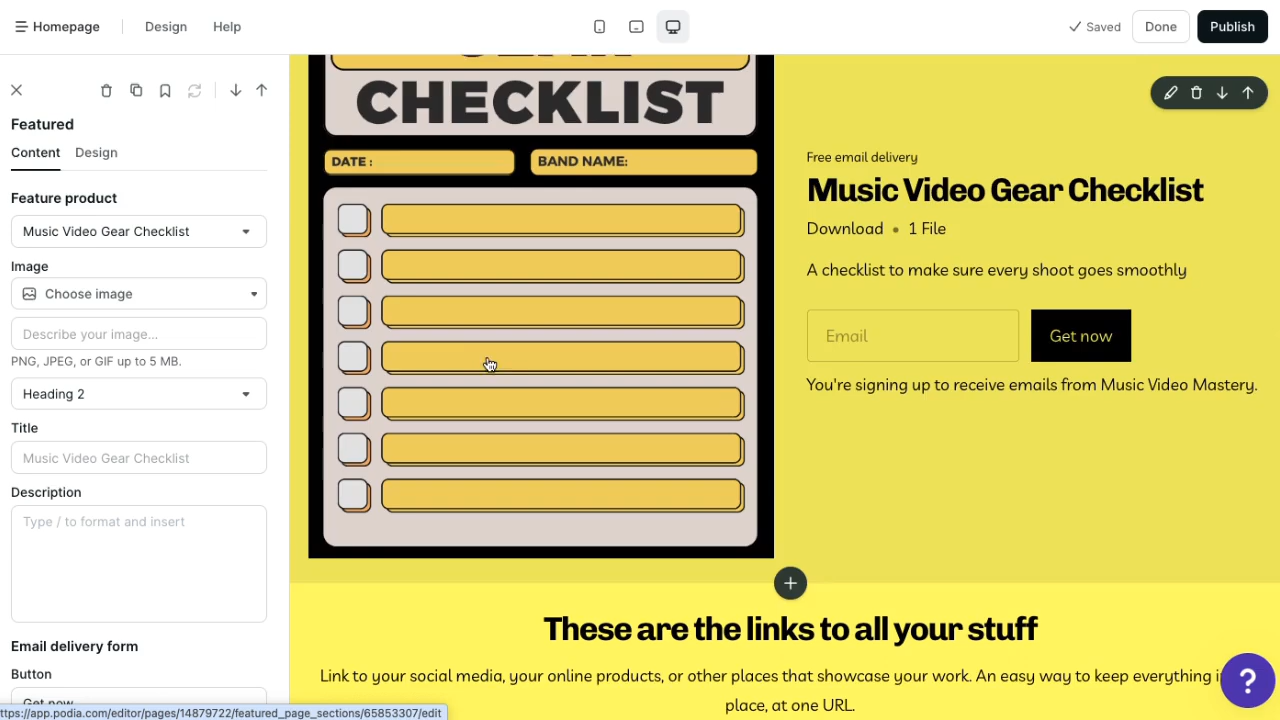 Homepage
Design
Help
Saved
Done
Publish
Featured
Content
Design
Feature product
Music Video Gear Checklist
Image
Choose image
Describe your image...
PNG, JPEG, or GIF up to 5 MB.
Heading 2
Title
Music Video Gear Checklist
Description
Type / to format and insert
Email delivery form
Button
Get now
ttps://app.podia.com/editor/pages/14879722/featured_page_sections/65853307/edit
CHECKLIST
DATE :
BAND NAME:
Free email delivery
Music Video Gear Checklist
Download • 1 File
A checklist to make sure every shoot goes smoothly
Email
Get now
You're signing up to receive emails from Music Video Mastery.
These are the links to all your stuff
Link to your social media, your online products, or other places that showcase your work. An easy way to keep everything
place, at one URL.
?